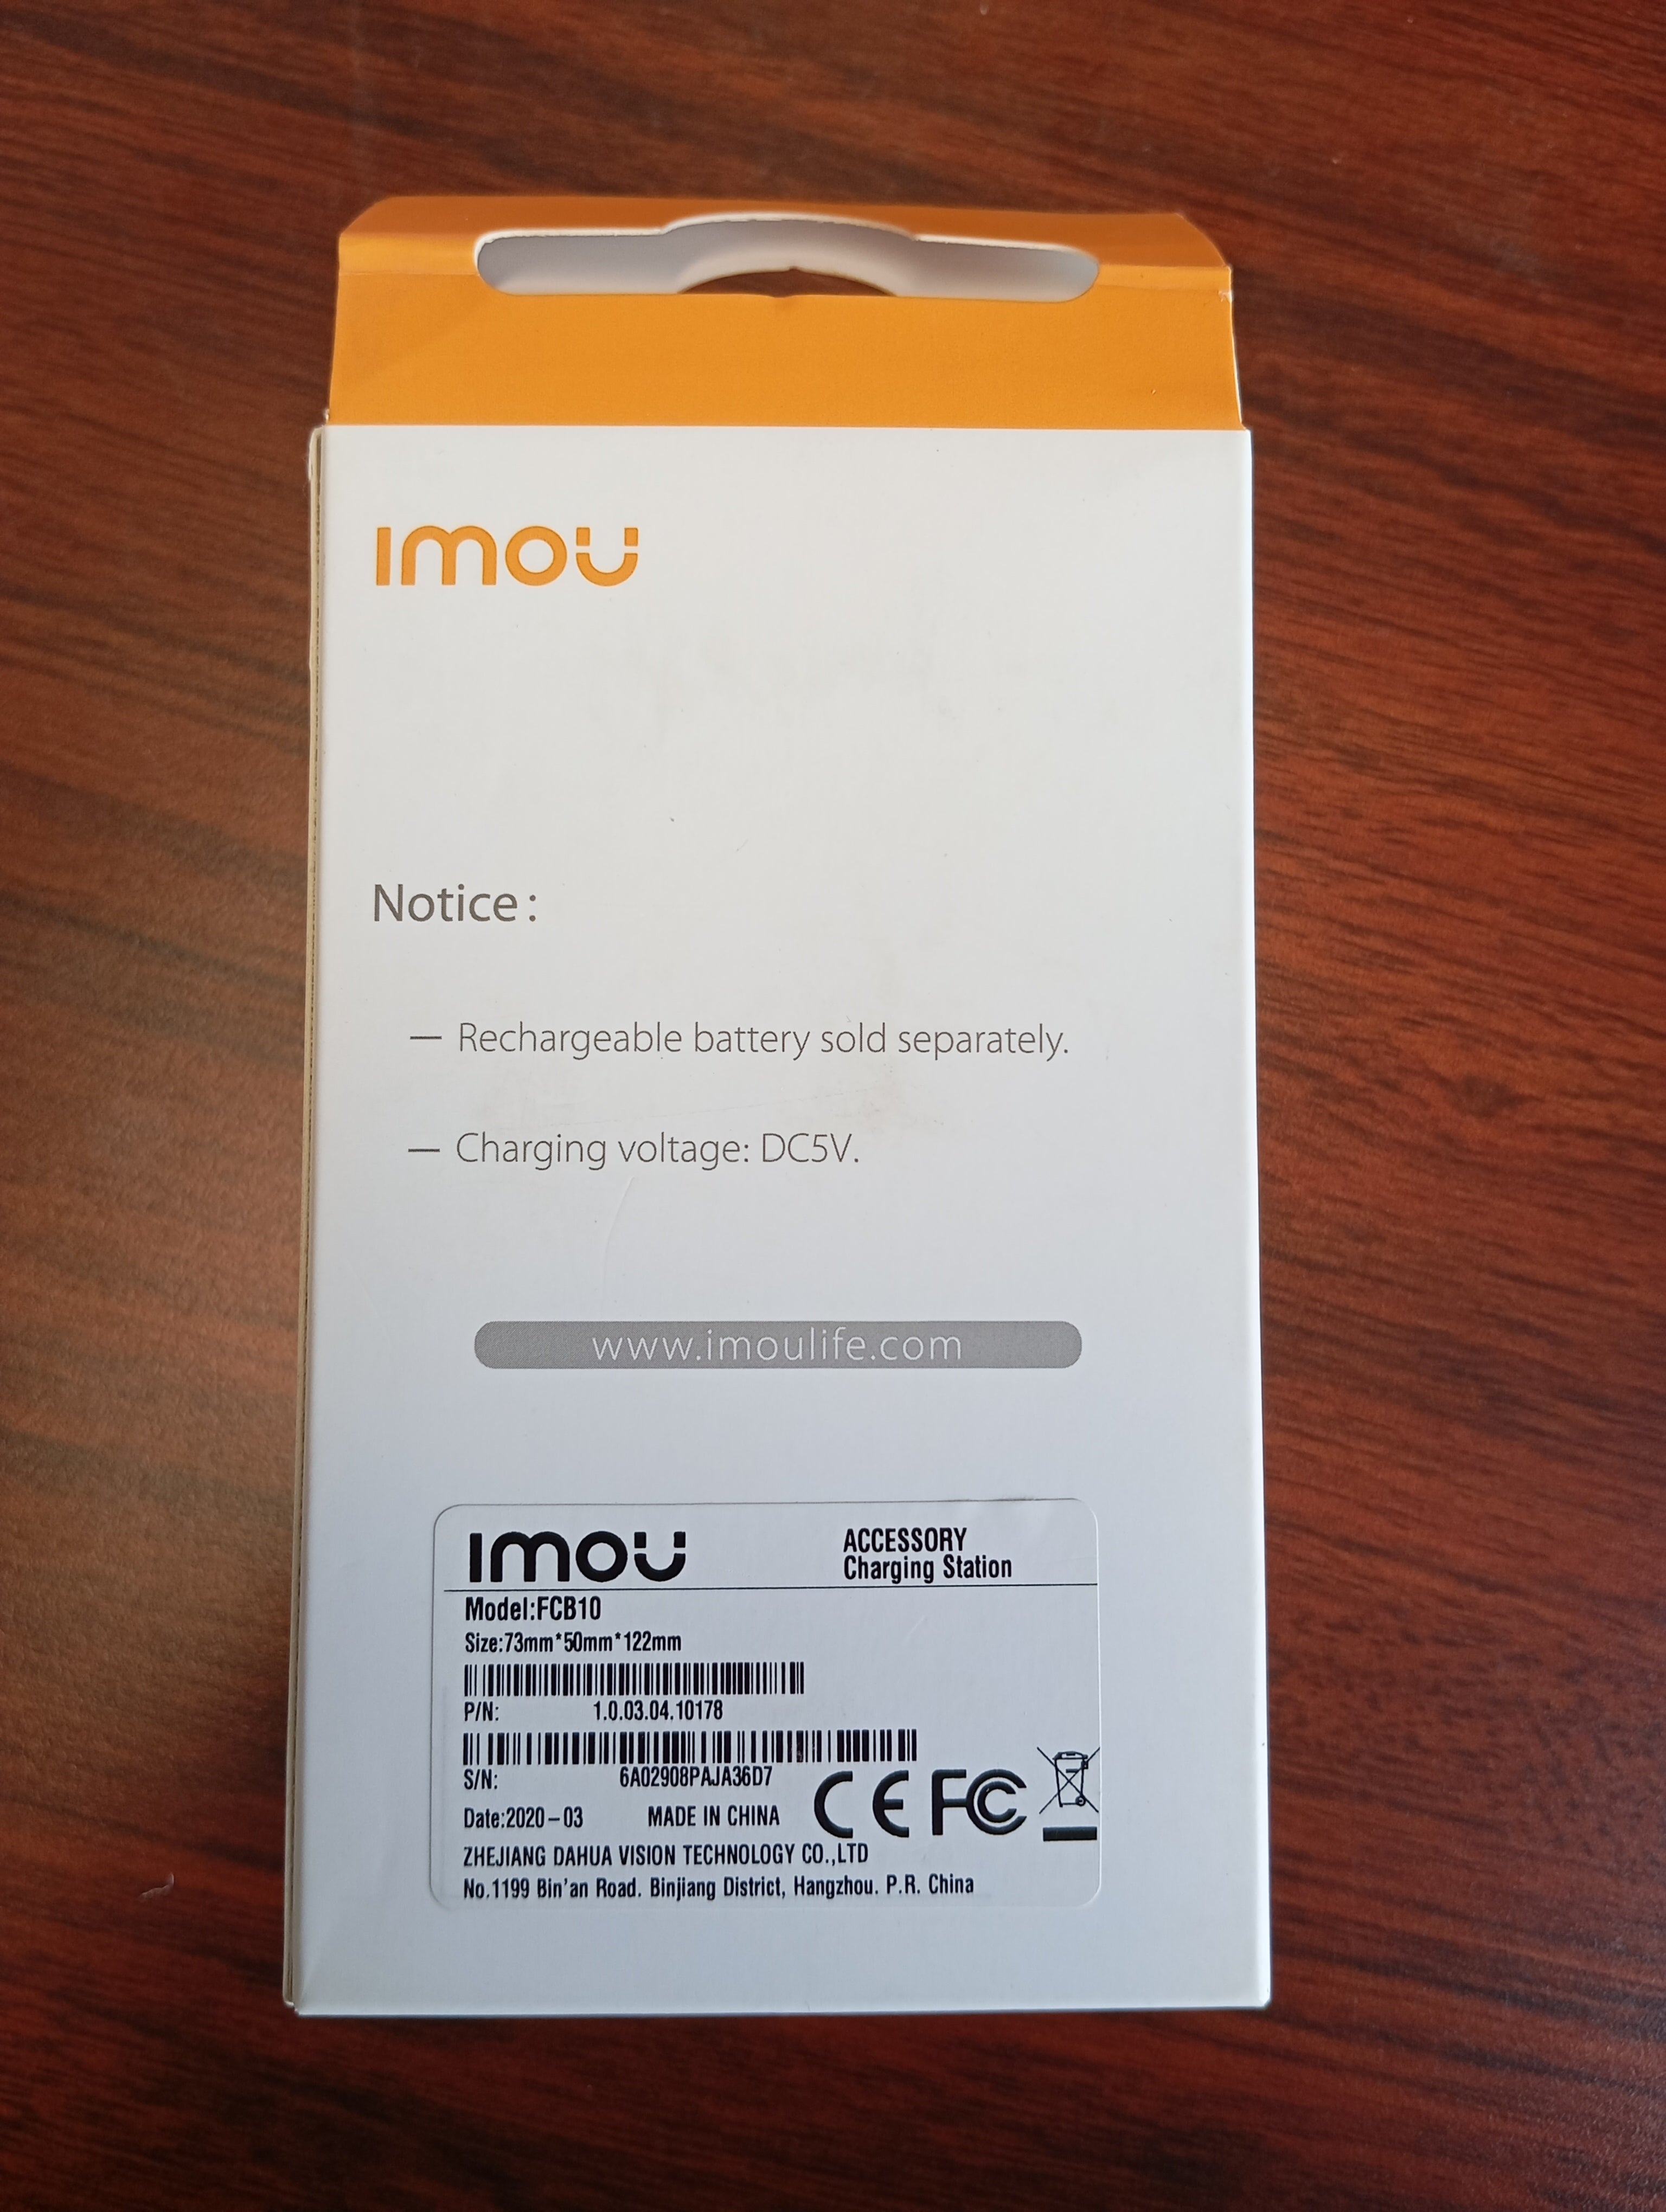 imou
Notice:
— Rechargeable battery sold separately.
— Charging voltage: DC5V.
www.imoulife.com
imou
ACCESSORY
Charging Station
Model:FCB10
Size:73mm*50mm*122mm
P/N: 1.0.03.04.10178
S/N: 6A02908PAJA36D7
Date:2020-03 MADE IN CHINA CE FC
ZHEJIANG DAHUA VISION TECHNOLOGY CO.,LTD
No.1199 Bin'an Road. Binjiang District, Hangzhou. P.R. China